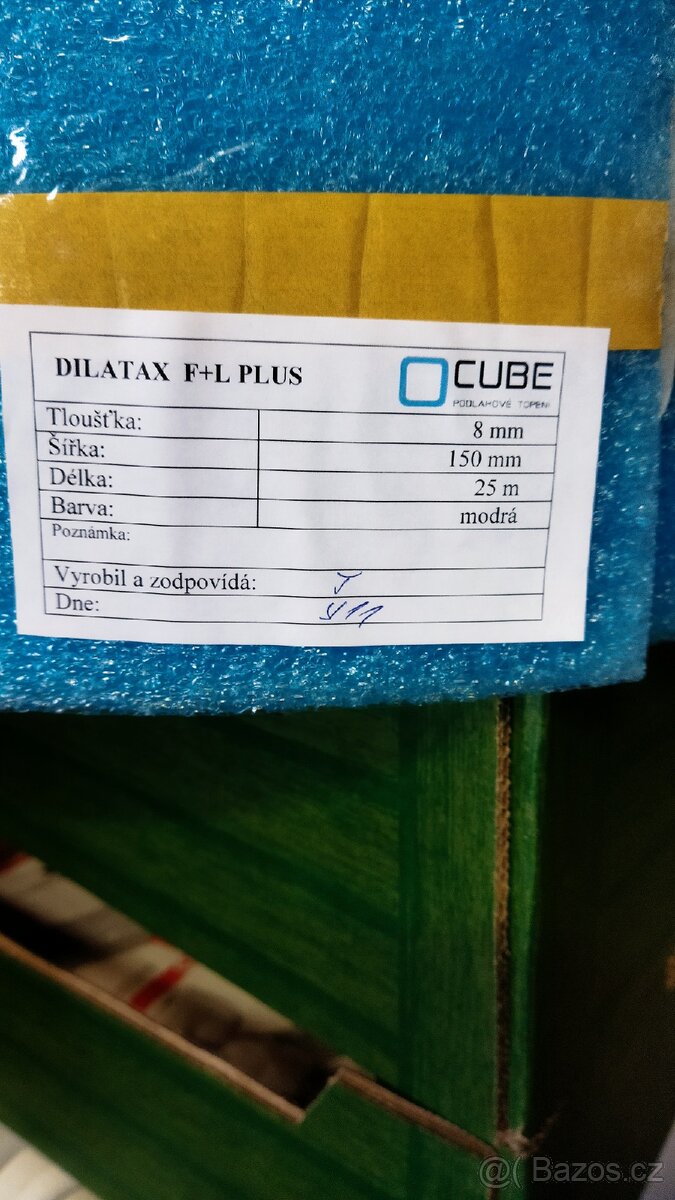 DILATAX F+L PLUS
CUBE
PODLAHOVÉ TOPENÍ
Tloušťka: 8 mm
Šířka: 150 mm
Délka: 25 m
Barva: modrá
Poznámka:
Vyrobil a zodpovídá:
Dne:
@( Bazos.cz